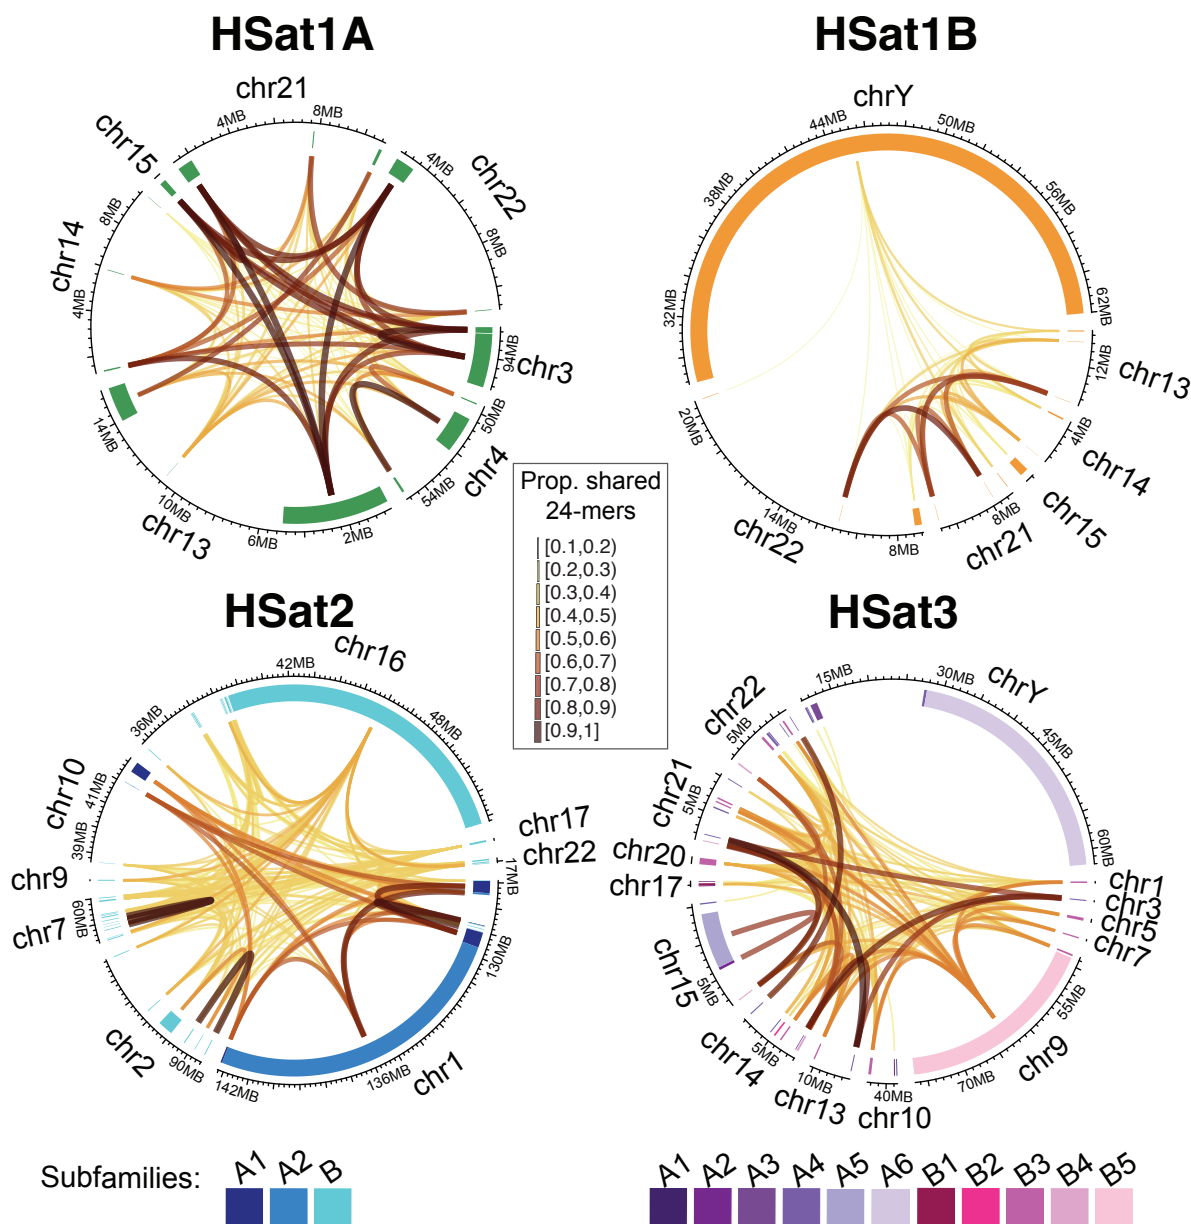 HSat1A
HSat1B
chr21
4MB
8MB
chr15
chr22
4MB
8MB
chr14
8MB
4MB
chr3
94MB
chr4
50MB
54MB
chr13
14MB
10MB
6MB
2MB
chrY
32MB
38MB
44MB
50MB
56MB
62MB
chr13
12MB
chr14
4MB
chr15
chr21
8MB
chr22
8MB
14MB
20MB
Prop. shared
24-mers
[0.1,0.2)
[0.2,0.3)
[0.3,0.4)
[0.4,0.5)
[0.5,0.6)
[0.6,0.7)
[0.7,0.8)
[0.8,0.9)
[0.9,1]
HSat2
HSat3
chr16
36MB
42MB
48MB
chr17
chr22
17MB
chr10
41MB
39MB
chr9
chr7
60MB
chr2
90MB
chr1
130MB
136MB
142MB
chrY
15MB
30MB
45MB
60MB
chr22
5MB
chr21
5MB
chr20
chr17
chr15
5MB
chr14
5MB
chr13
10MB
chr10
40MB
chr9
55MB
70MB
chr1
chr3
chr5
chr7
Subfamilies:
A1 A2 B
A1 A2 A3 A4 A5 A6 B1 B2 B3 B4 B5